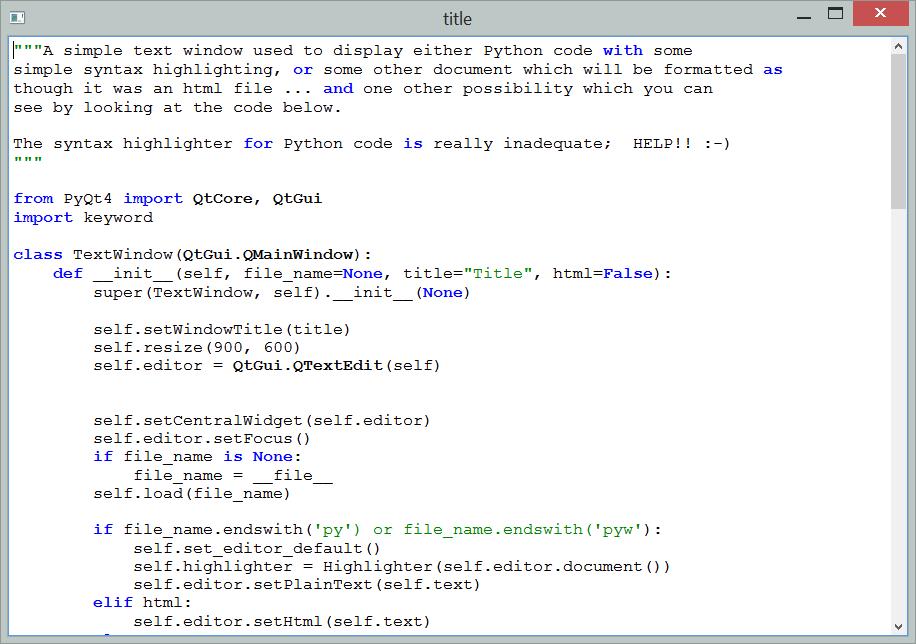 title
"""A simple text window used to display either Python code with some
simple syntax highlighting, or some other document which will be formatted as
though it was an html file ... and one other possibility which you can
see by looking at the code below.
The syntax highlighter for Python code is really inadequate;  HELP!! :-)
"""
from PyQt4 import QtCore, QtGui
import keyword
class TextWindow(QtGui.QMainWindow):
    def __init__(self, file_name=None, title="Title", html=False):
        super(TextWindow, self).__init__(None)
        self.setWindowTitle(title)
        self.resize(900, 600)
        self.editor = QtGui.QTextEdit(self)
        self.setCentralWidget(self.editor)
        self.editor.setFocus()
        if file_name is None:
            file_name = __file__
        self.load(file_name)
        if file_name.endswith('py') or file_name.endswith('pyw'):
            self.set_editor_default()
            self.highlighter = Highlighter(self.editor.document())
            self.editor.setPlainText(self.text)
        elif html:
            self.editor.setHtml(self.text)